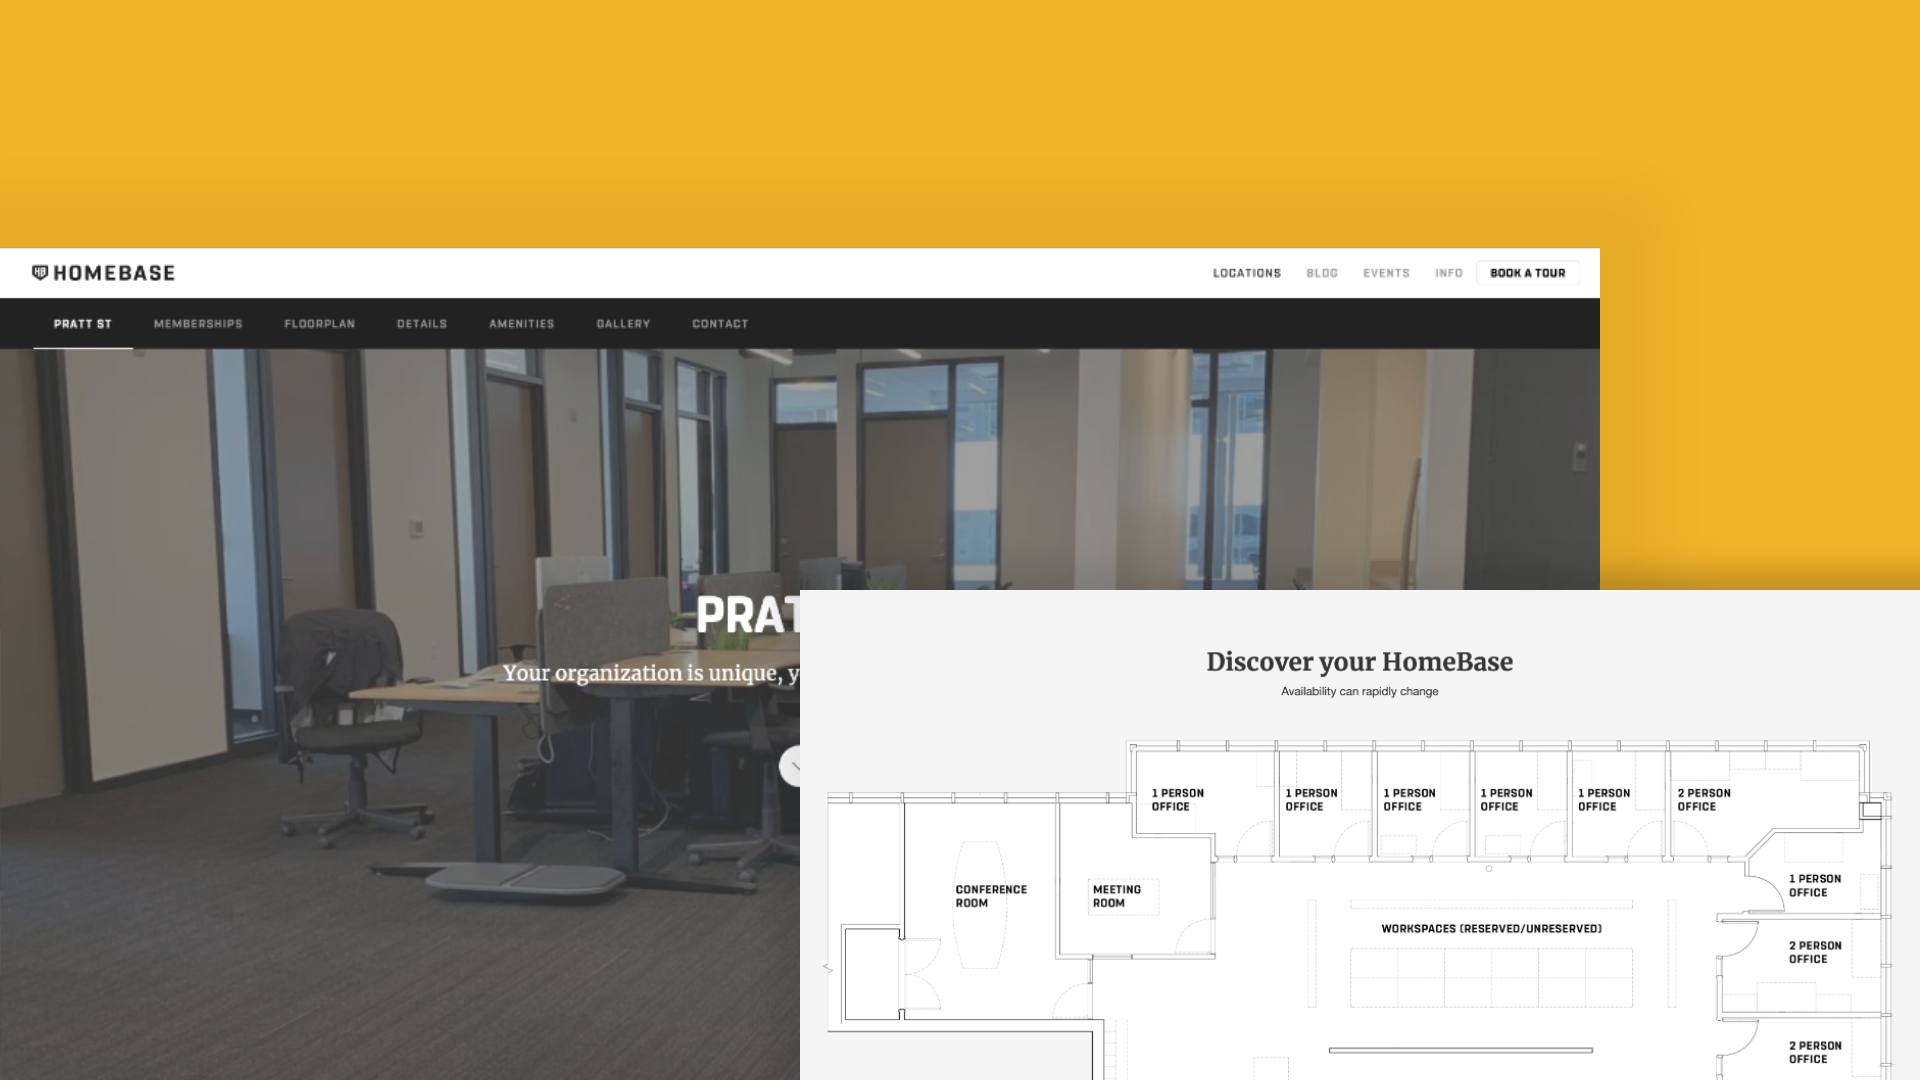 HB HOMEBASE
LOCATIONS BLOG EVENTS INFO BOOK A TOUR
PRATT ST MEMBERSHIPS FLOORPLAN DETAILS AMENITIES GALLERY CONTACT
PRAT
Your organization is unique, y
Discover your HomeBase
Availability can rapidly change
1 PERSON
OFFICE
1 PERSON
OFFICE
1 PERSON
OFFICE
1 PERSON
OFFICE
1 PERSON
OFFICE
2 PERSON
OFFICE
CONFERENCE
ROOM
MEETING
ROOM
1 PERSON
OFFICE
WORKSPACES (RESERVED/UNRESERVED)
2 PERSON
OFFICE
2 PERSON
OFFICE